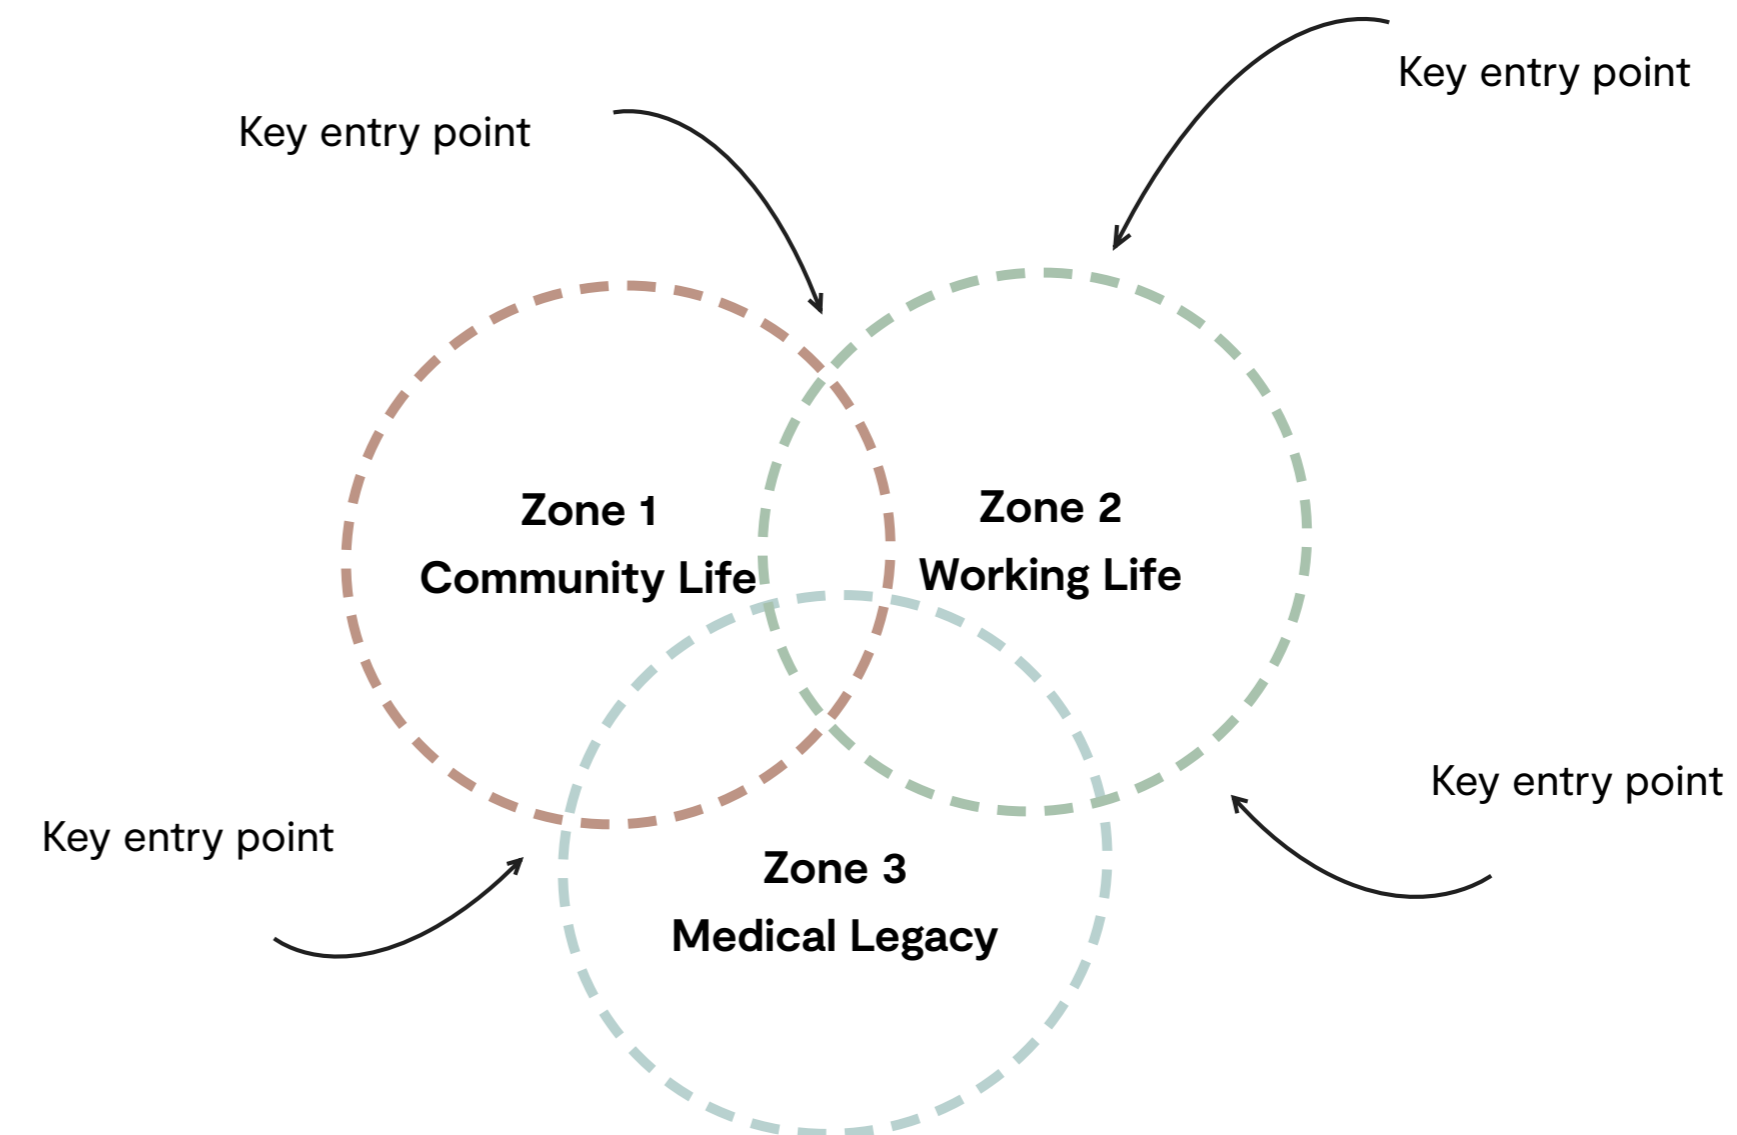 Key entry point
Key entry point
Zone 1
Community Life
Zone 2
Working Life
Key entry point
Key entry point
Zone 3
Medical Legacy